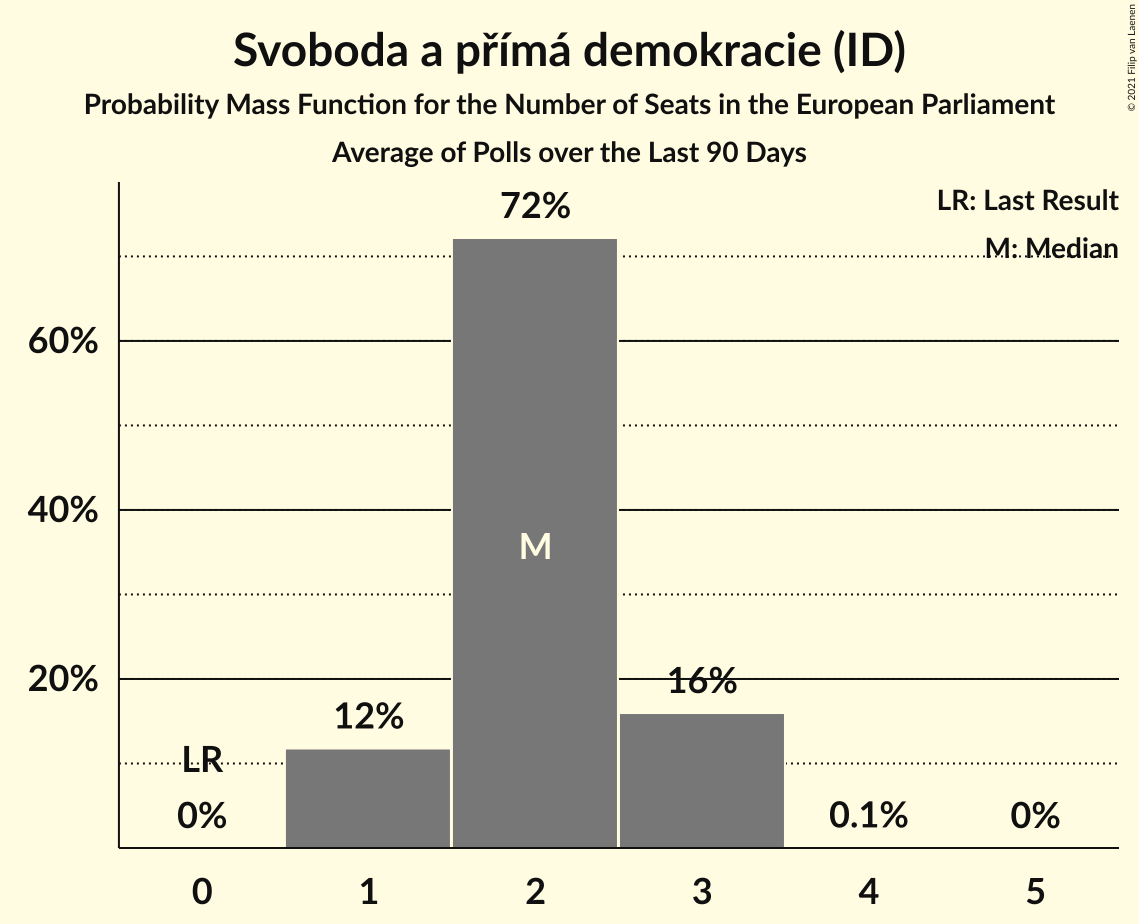 Svoboda a přímá demokracie (ID)
Probability Mass Function for the Number of Seats in the European Parliament
Average of Polls over the Last 90 Days
© 2021 Filip van Laenen
LR: Last Result
M: Median
72%
60%
40%
M
20%
16%
12%
LR
0%
0.1%
0%
0 1 2 3 4 5